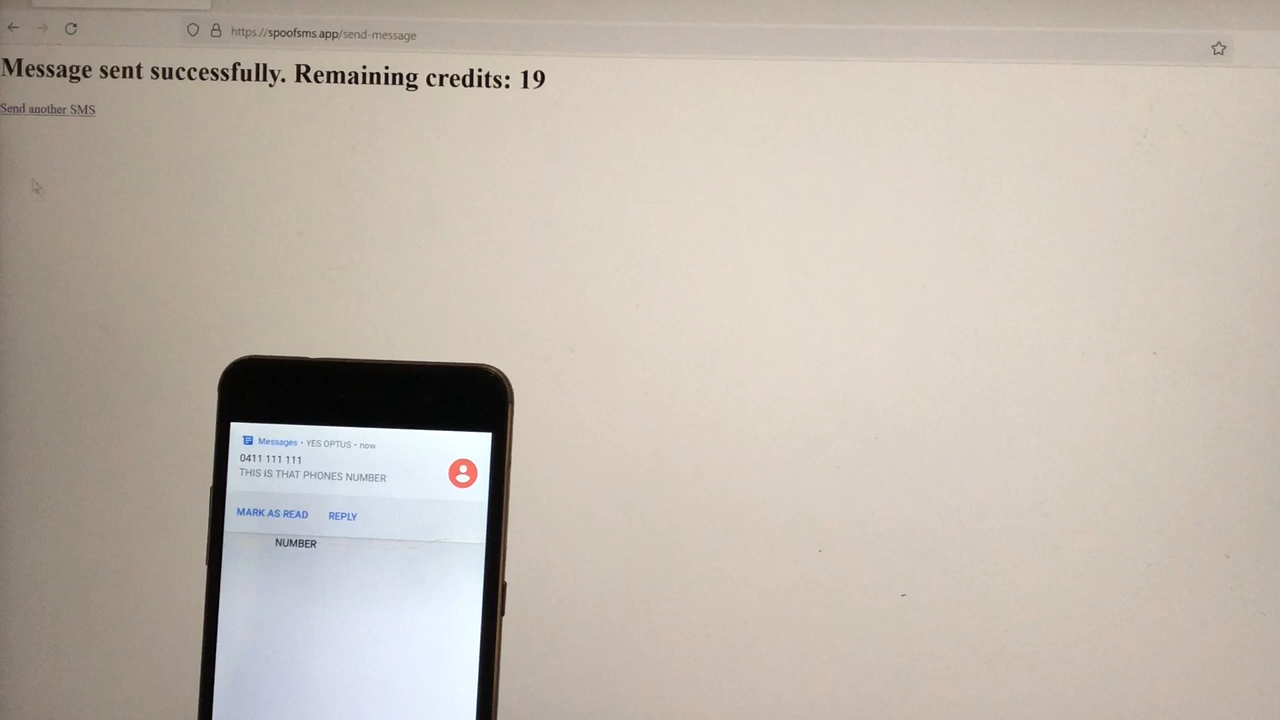 https://spoofsms.app/send-message
Message sent successfully. Remaining credits: 19
Send another SMS
Messages • YES OPTUS • now
0411 111 111
THIS IS THAT PHONES NUMBER
MARK AS READ REPLY
NUMBER